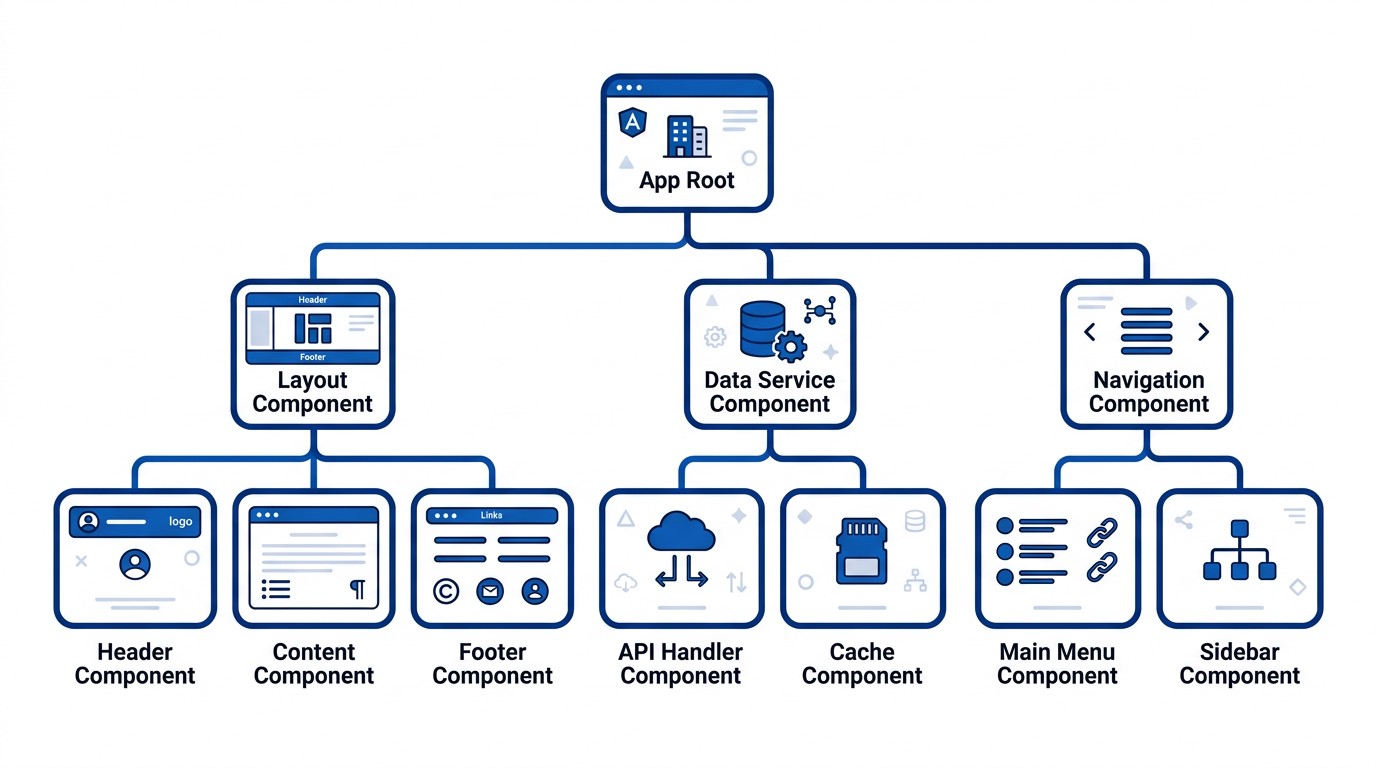 App Root
Header
Footer
Layout
Component
Data Service
Component
Navigation
Component
logo
Links
Header
Component
Content
Component
Footer
Component
API Handler
Component
Cache
Component
Main Menu
Component
Sidebar
Component